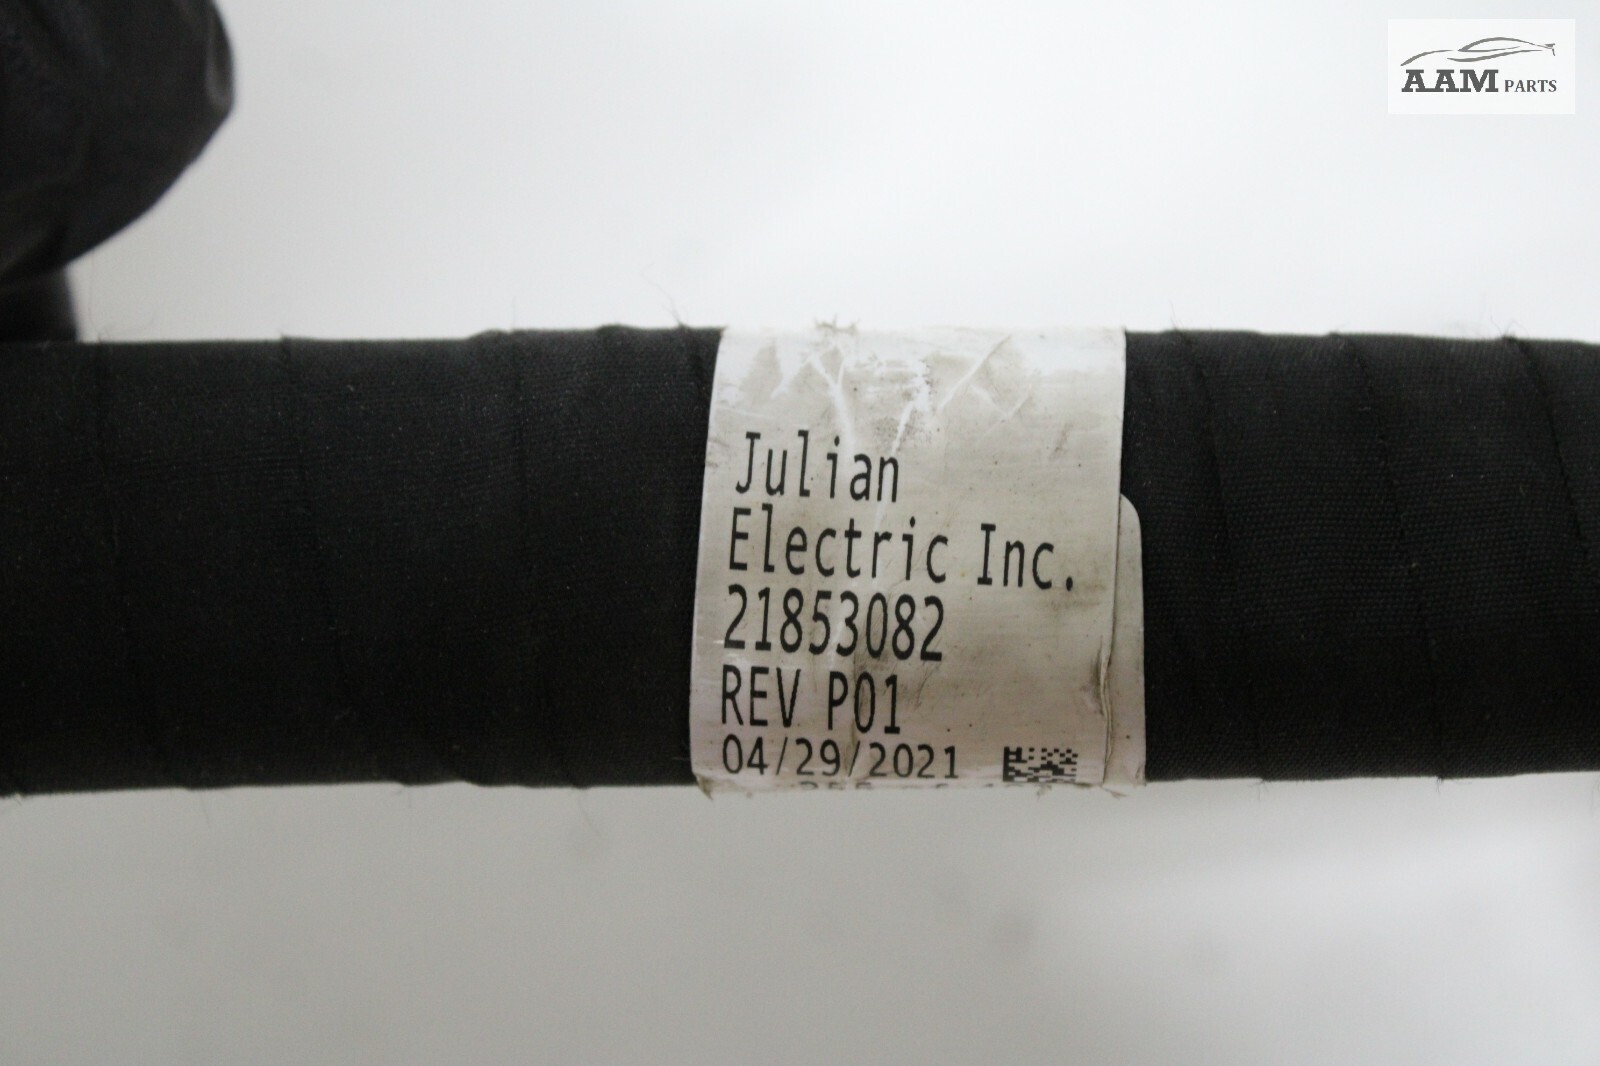 AAM PARTS
Julian
Electric Inc.
21853082
REV P01
04/29/2021